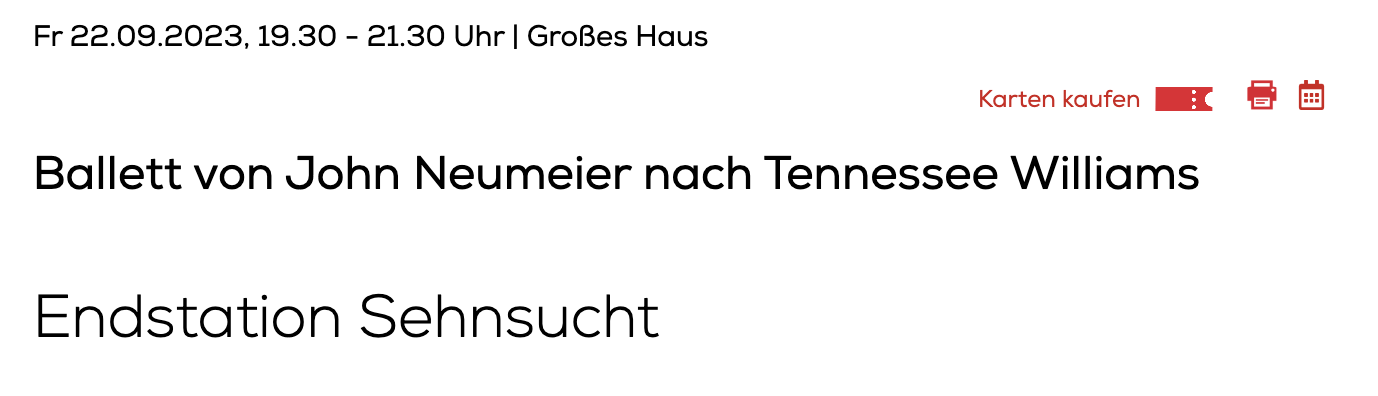 Fr 22.09.2023, 19.30 - 21.30 Uhr | Großes Haus
Karten kaufen
Ballett von John Neumeier nach Tennessee Williams
Endstation Sehnsucht